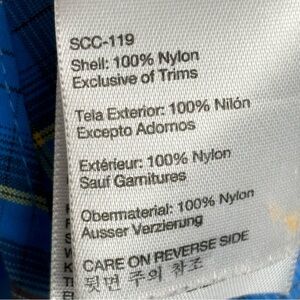 SCC-119
Shell: 100% Nylon
Exclusive of Trims
Tela Exterior: 100% Nilón
Excepto Adornos
Extérieur: 100% Nylon
Sauf Garnitures
Obermaterial: 100% Nylon
Ausser Verzierung
CARE ON REVERSE SIDE
뒷면 주의 참조